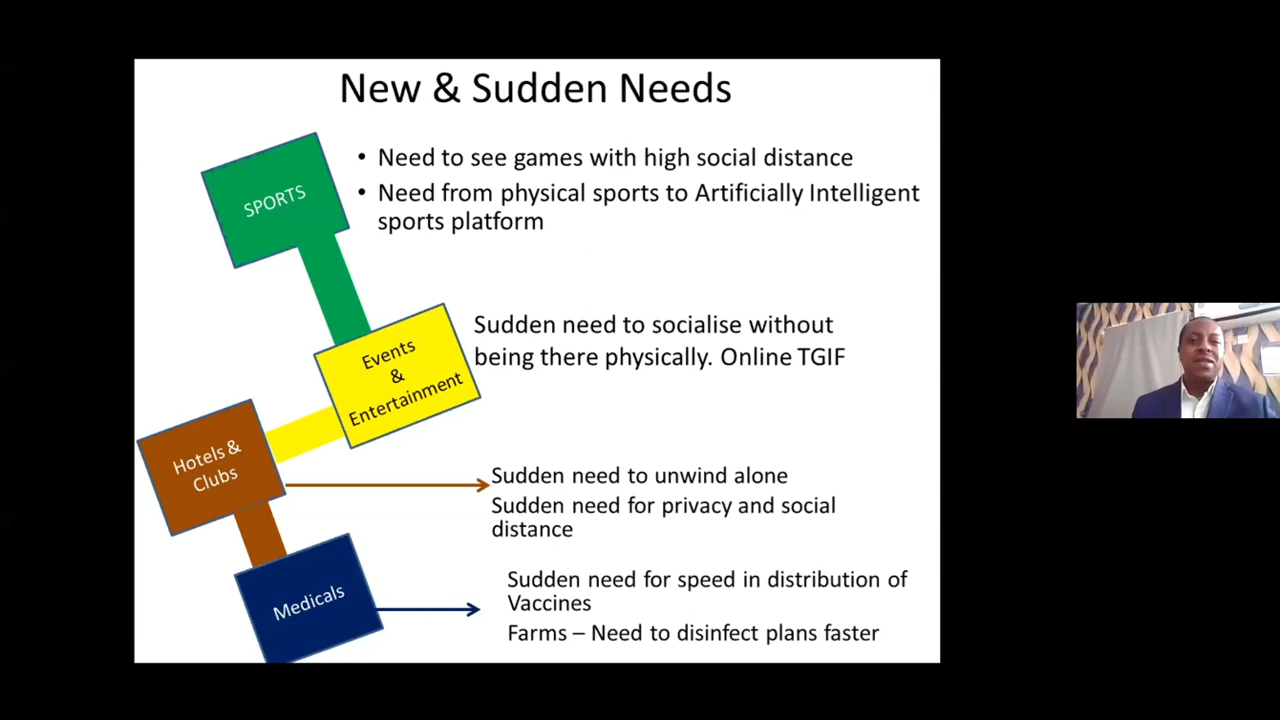 New & Sudden Needs
SPORTS
• Need to see games with high social distance
• Need from physical sports to Artificially Intelligent
sports platform
Events
&
Entertainment
Sudden need to socialise without
being there physically. Online TGIF
Hotels &
Clubs
Sudden need to unwind alone
Sudden need for privacy and social
distance
Medicals
Sudden need for speed in distribution of
Vaccines
Farms – Need to disinfect plans faster